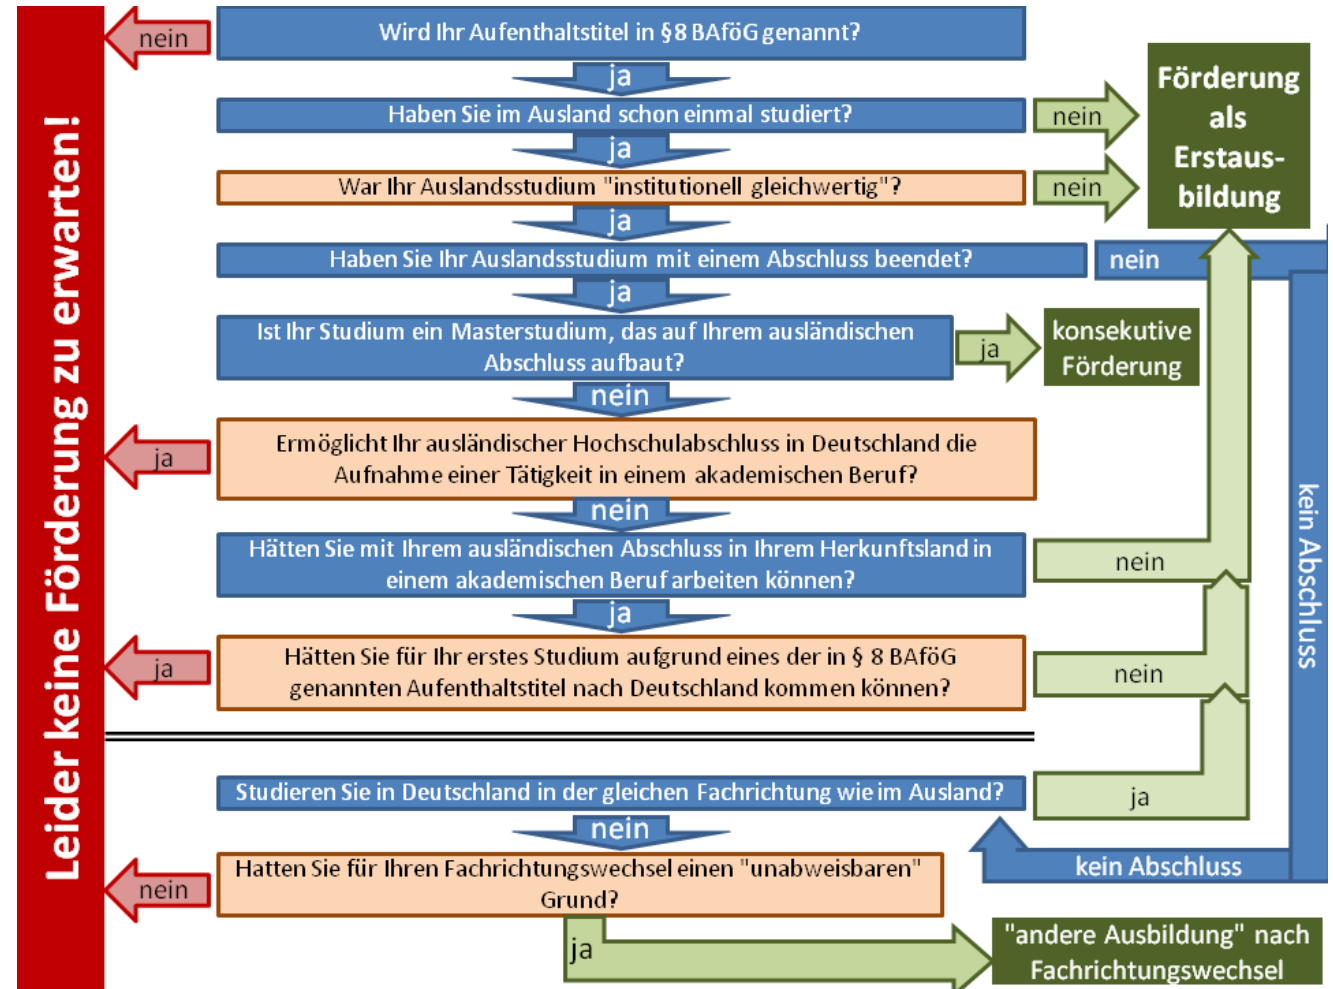 Leider keine Förderung zu erwarten!
nein
Wird Ihr Aufenthaltstitel in §8 BAföG genannt?
ja
Haben Sie im Ausland schon einmal studiert?
nein
Förderung
als
Erstaus-
bildung
ja
War Ihr Auslandsstudium "institutionell gleichwertig"?
nein
ja
Haben Sie Ihr Auslandsstudium mit einem Abschluss beendet?
nein
ja
Ist Ihr Studium ein Masterstudium, das auf Ihrem ausländischen
Abschluss aufbaut?
ja
konsekutive
Förderung
nein
ja
Ermöglicht Ihr ausländischer Hochschulabschluss in Deutschland die
Aufnahme einer Tätigkeit in einem akademischen Beruf?
nein
Hätten Sie mit Ihrem ausländischen Abschluss in Ihrem Herkunftsland in
einem akademischen Beruf arbeiten können?
nein
kein Abschluss
ja
ja
Hätten Sie für Ihr erstes Studium aufgrund eines der in § 8 BAföG
genannten Aufenthaltstitel nach Deutschland kommen können?
nein
Studieren Sie in Deutschland in der gleichen Fachrichtung wie im Ausland?
ja
nein
kein Abschluss
nein
Hatten Sie für Ihren Fachrichtungswechsel einen "unabweisbaren"
Grund?
ja
"andere Ausbildung" nach
Fachrichtungswechsel